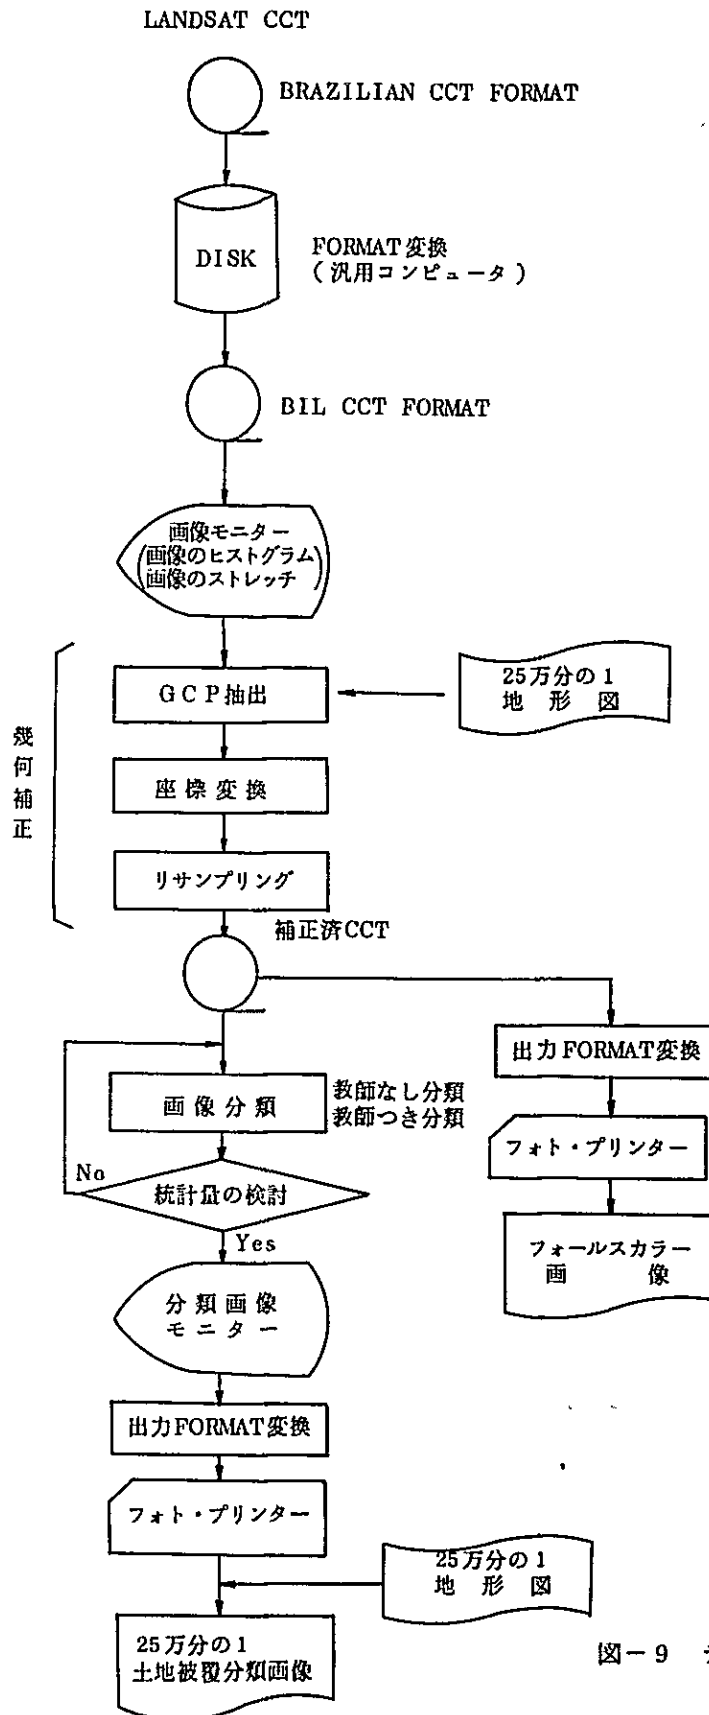 LANDSAT CCT
BRAZILIAN CCT FORMAT
DISK
FORMAT変換
(汎用コンピュータ)
BIL CCT FORMAT
画像モニター
(画像のヒストグラム
画像のストレッチ)
幾何補正
GCP抽出
25万分の1
地形図
座標変換
リサンプリング
補正済CCT
出力FORMAT変換
画像分類
教師なし分類
教師つき分類
フォト・プリンター
No
統計量の検討
Yes
フォールスカラー
画像
分類画像
モニター
出力FORMAT変換
フォト・プリンター
25万分の1
地形図
25万分の1
土地被覆分類画像
図-9